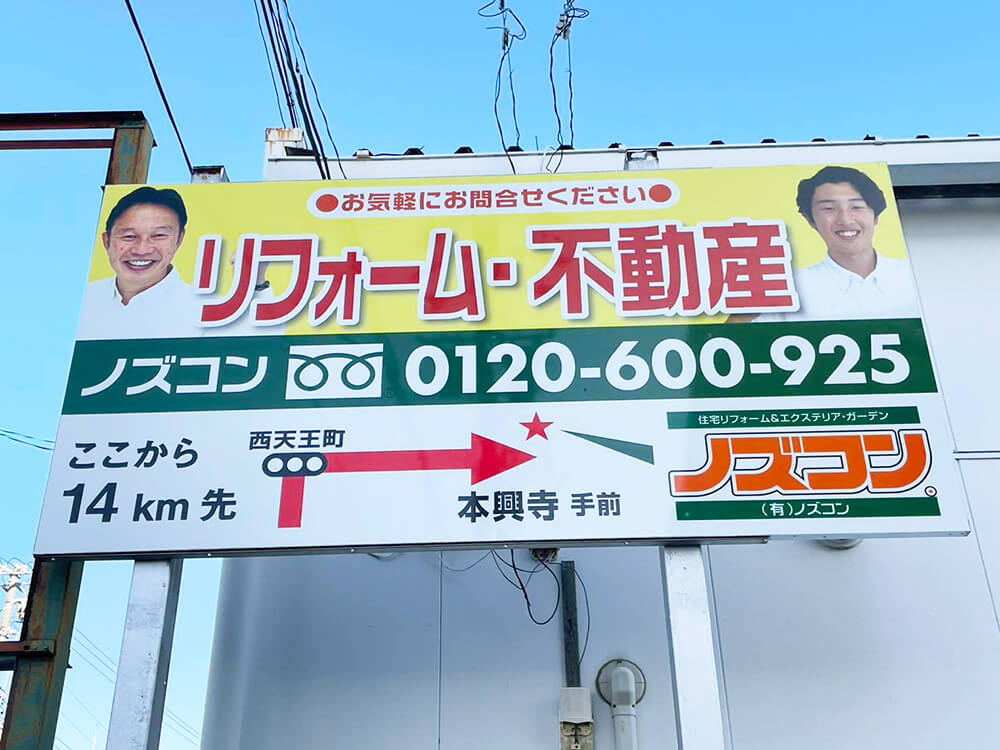 ●お気軽にお問合せください●
リフォーム・不動産
ノズコン 0120-600-925
ここから
14 km 先
西天王町
本興寺 手前
住宅リフォーム&エクステリア・ガーデン
ノズコン
(有)ノズコン